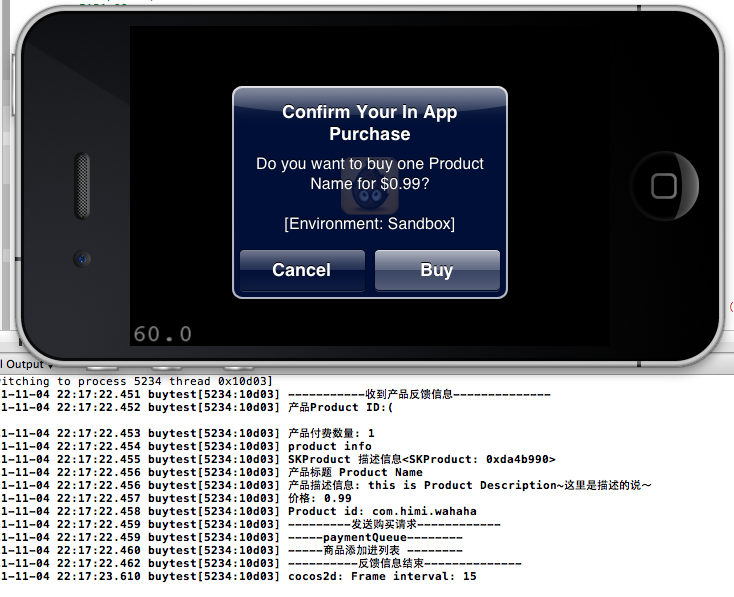 Confirm Your In App
Purchase
Do you want to buy one Product
Name for $0.99?
[Environment: Sandbox]
Cancel
Buy
60.0
l Output
itching to process 5234 thread 0x10d03]
1-11-04 22:17:22.451 buytest[5234:10d03] -----------收到产品反馈信息--------------
1-11-04 22:17:22.452 buytest[5234:10d03] 产品Product ID:(
1-11-04 22:17:22.453 buytest[5234:10d03] 产品付费数量: 1
1-11-04 22:17:22.454 buytest[5234:10d03] product info
1-11-04 22:17:22.455 buytest[5234:10d03] SKProduct 描述信息<SKProduct: 0xda4b990>
1-11-04 22:17:22.456 buytest[5234:10d03] 产品标题 Product Name
1-11-04 22:17:22.456 buytest[5234:10d03] 产品描述信息: this is Product Description~这里是描述的说～
1-11-04 22:17:22.457 buytest[5234:10d03] 价格: 0.99
1-11-04 22:17:22.458 buytest[5234:10d03] Product id: com.himi.wahaha
1-11-04 22:17:22.459 buytest[5234:10d03] ---------发送购买请求------------
1-11-04 22:17:22.459 buytest[5234:10d03] -----paymentQueue--------
1-11-04 22:17:22.460 buytest[5234:10d03] -----商品添加进列表 --------
1-11-04 22:17:22.462 buytest[5234:10d03] ----------反馈信息结束--------------
1-11-04 22:17:23.610 buytest[5234:10d03] cocos2d: Frame interval: 15